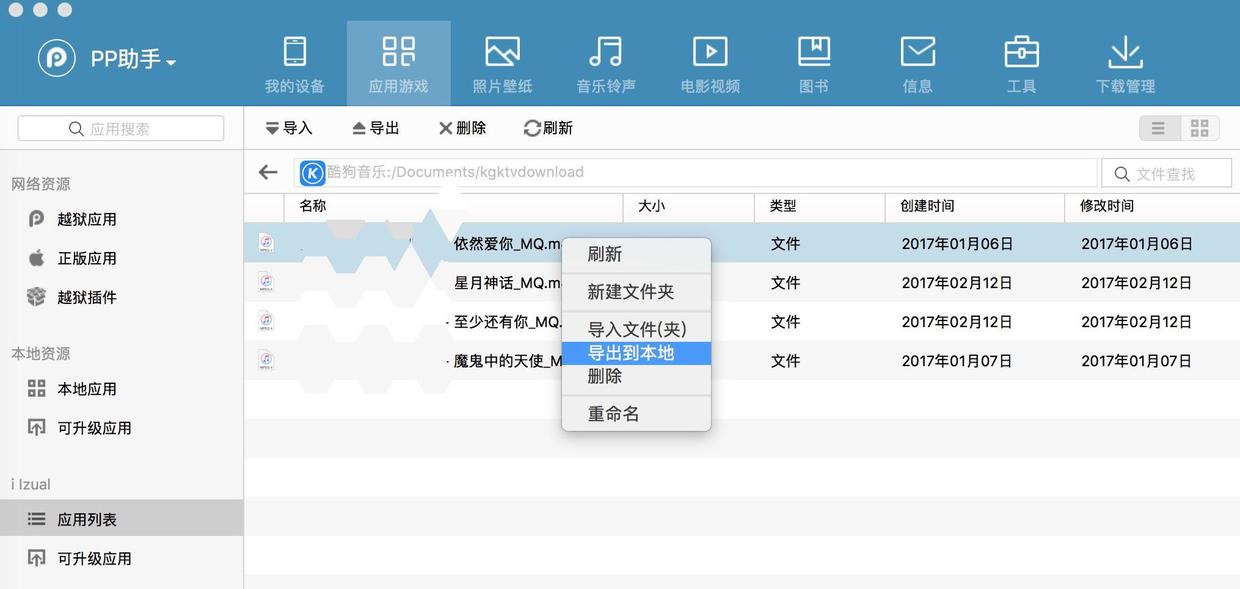 PP助手
我的设备 应用游戏 照片壁纸 音乐铃声 电影视频 图书 信息 工具 下载管理
应用搜索
导入 导出 删除 刷新
酷狗音乐:/Documents/kgktvdownload
文件查找
网络资源
越狱应用
正版应用
越狱插件
本地资源
本地应用
可升级应用
i Izual
应用列表
可升级应用
名称 大小 类型 创建时间 修改时间
依然爱你_MQ.m 文件 2017年01月06日 2017年01月06日
星月神话_MQ.m 文件 2017年02月12日 2017年02月12日
- 至少还有你_MQ. 文件 2017年02月12日 2017年02月12日
- 魔鬼中的天使_M 文件 2017年01月07日 2017年01月07日
刷新
新建文件夹
导入文件(夹)
导出到本地
删除
重命名